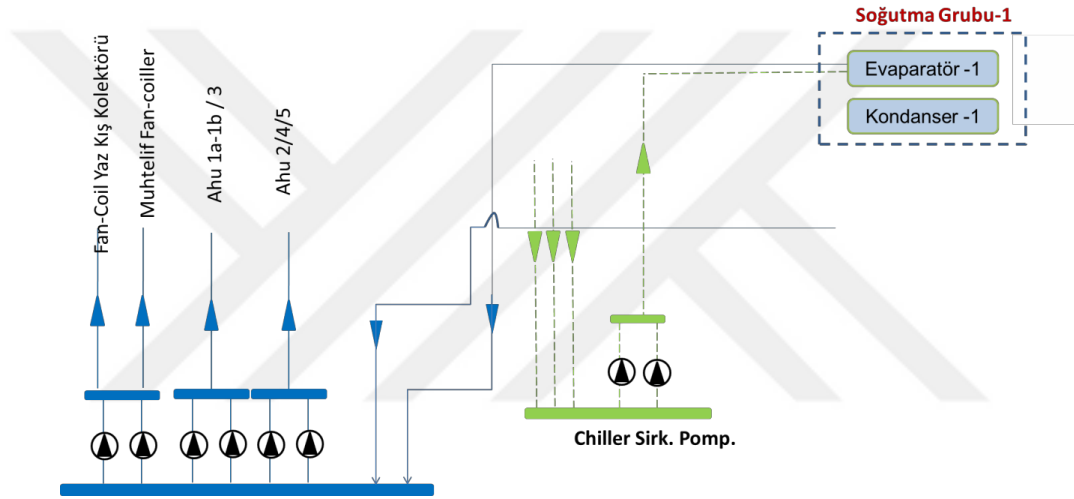 Soğutma Grubu-1
Evaparatör -1
Kondanser -1
Fan-Coil Yaz Kış Kolektörü
Muhtelif Fan-coiller
Ahu 1a-1b / 3
Ahu 2/4/5
Chiller Sirk. Pomp.